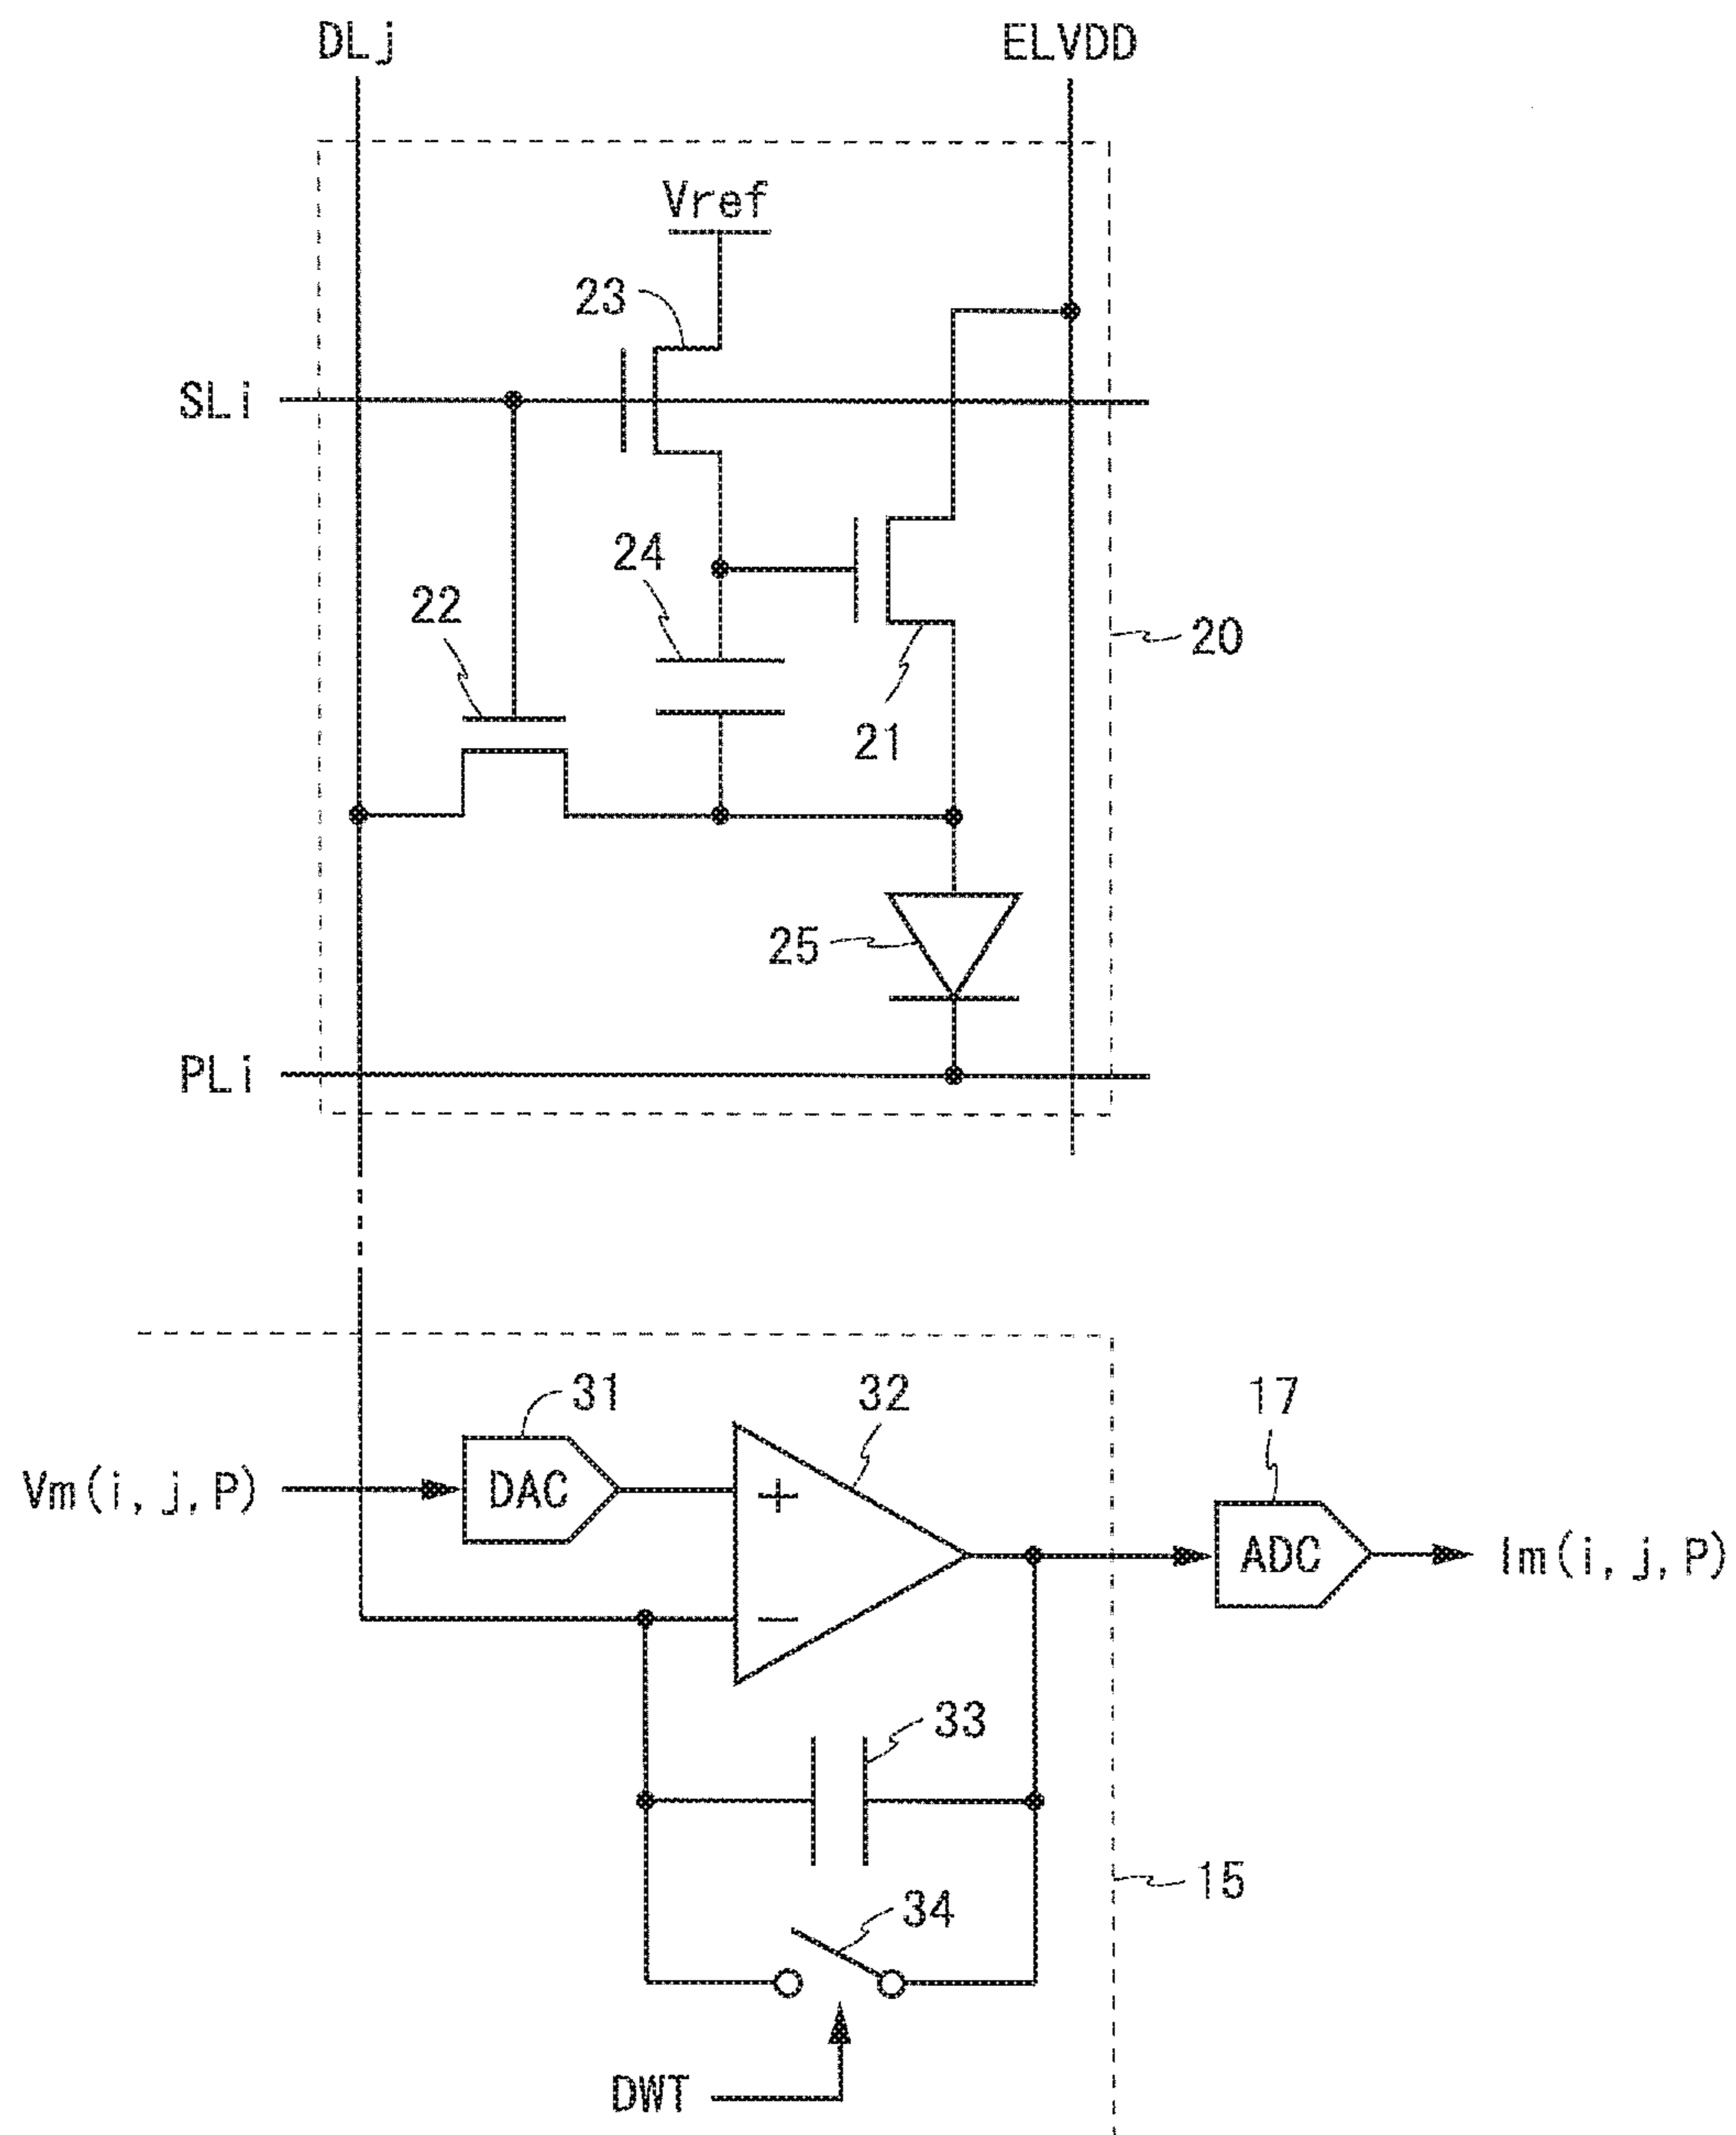 DLj
ELVDD
Vref
23
SLi
24
22
20
21
25
PLi
31
32
17
Vm(i, j, P)
DAC
+
ADC
Im(i, j, P)
−
33
15
34
DWT